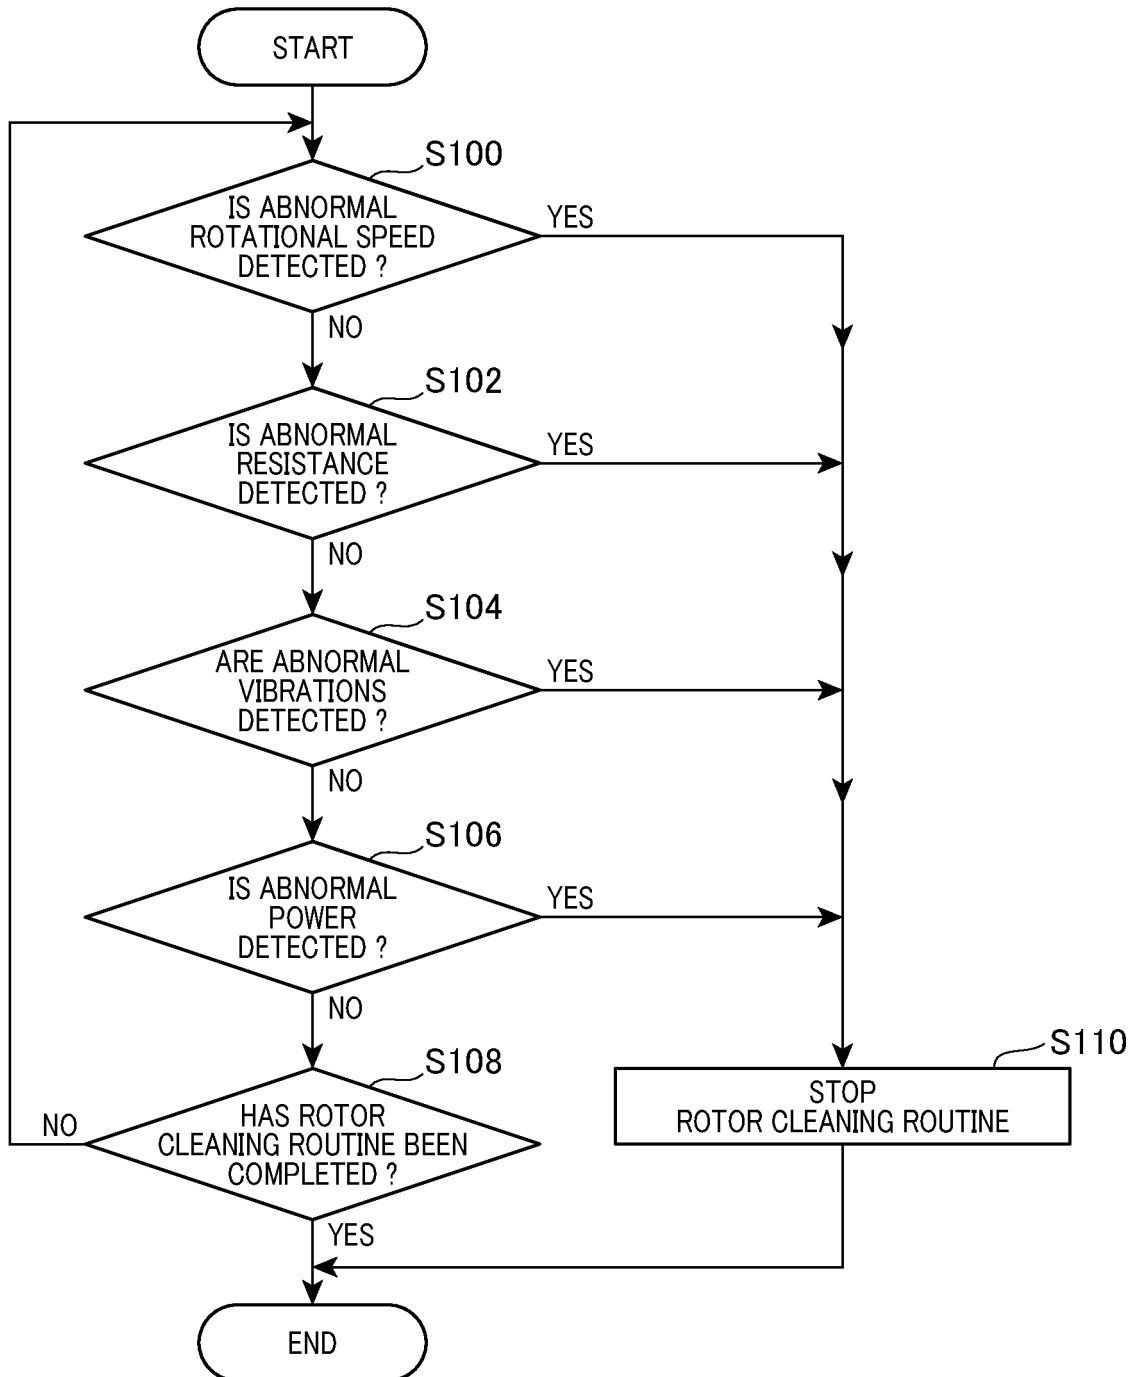 START
S100
IS ABNORMAL
ROTATIONAL SPEED
DETECTED ?
YES
NO
S102
IS ABNORMAL
RESISTANCE
DETECTED ?
YES
NO
S104
ARE ABNORMAL
VIBRATIONS
DETECTED ?
YES
NO
S106
IS ABNORMAL
POWER
DETECTED ?
YES
NO
S108
HAS ROTOR
CLEANING ROUTINE BEEN
COMPLETED ?
NO
YES
S110
STOP
ROTOR CLEANING ROUTINE
END